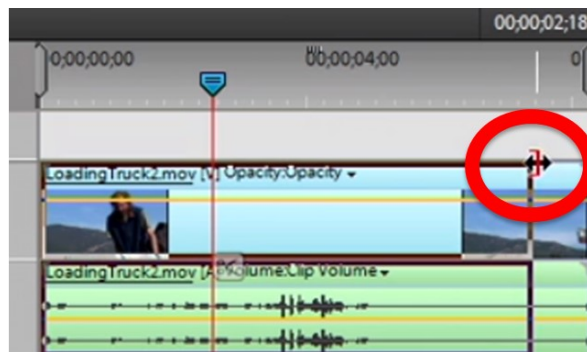 00;00;02;18
0;00;00;00 00;00;04;00 0
LoadingTruck2.mov [V] Opacity:Opacity
LoadingTruck2.mov [A] Volume:Clip Volume